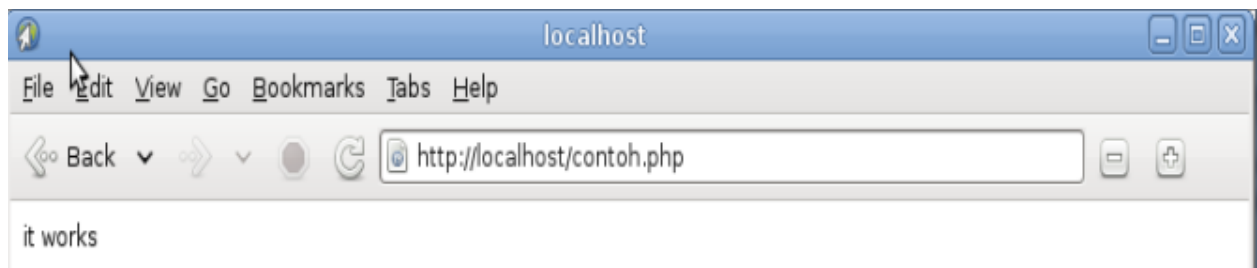 localhost
File Edit View Go Bookmarks Tabs Help
Back http://localhost/contoh.php
it works